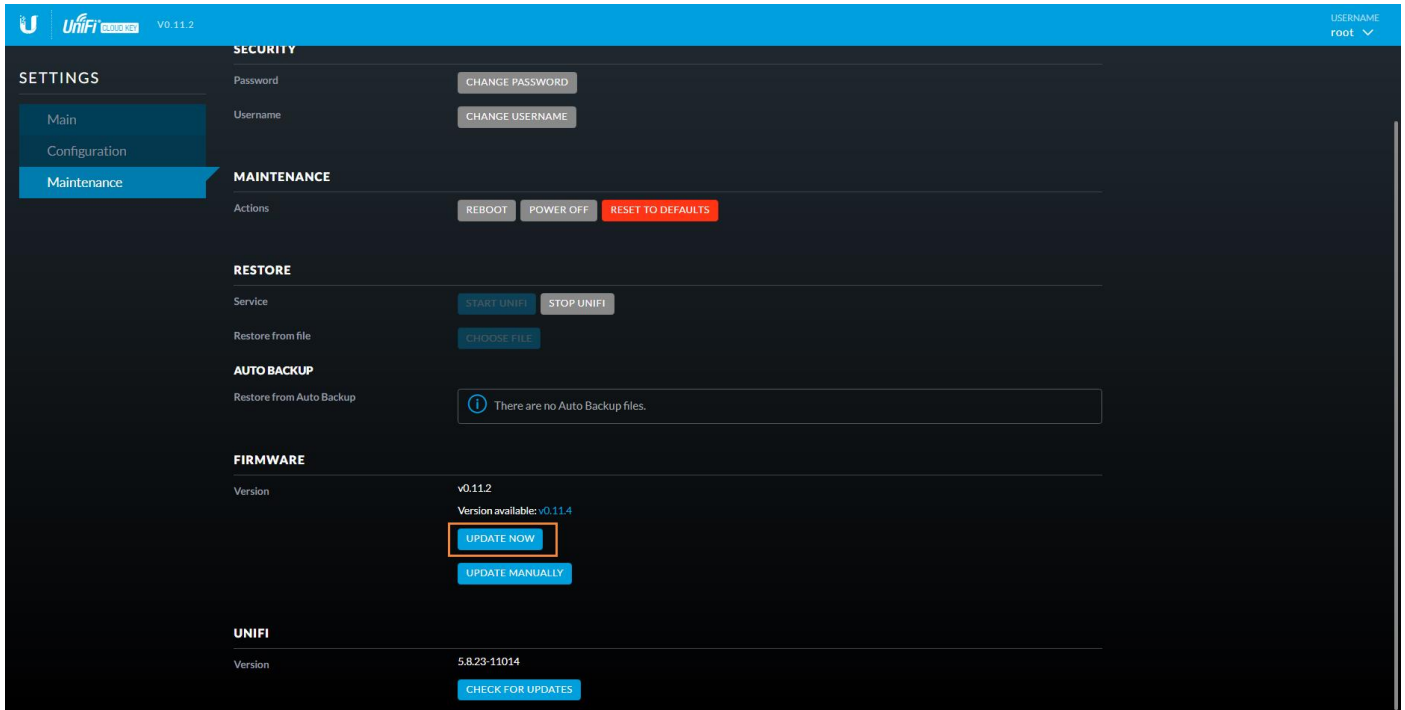 UniFi CLOUD KEY V0.11.2
USERNAME
root
SETTINGS
Main
Configuration
Maintenance
SECURITY
Password CHANGE PASSWORD
Username CHANGE USERNAME
MAINTENANCE
Actions REBOOT POWER OFF RESET TO DEFAULTS
RESTORE
Service START UNIFI STOP UNIFI
Restore from file CHOOSE FILE
AUTO BACKUP
Restore from Auto Backup There are no Auto Backup files.
FIRMWARE
Version v0.11.2
Version available: v0.11.4
UPDATE NOW
UPDATE MANUALLY
UNIFI
Version 5.8.23-11014
CHECK FOR UPDATES